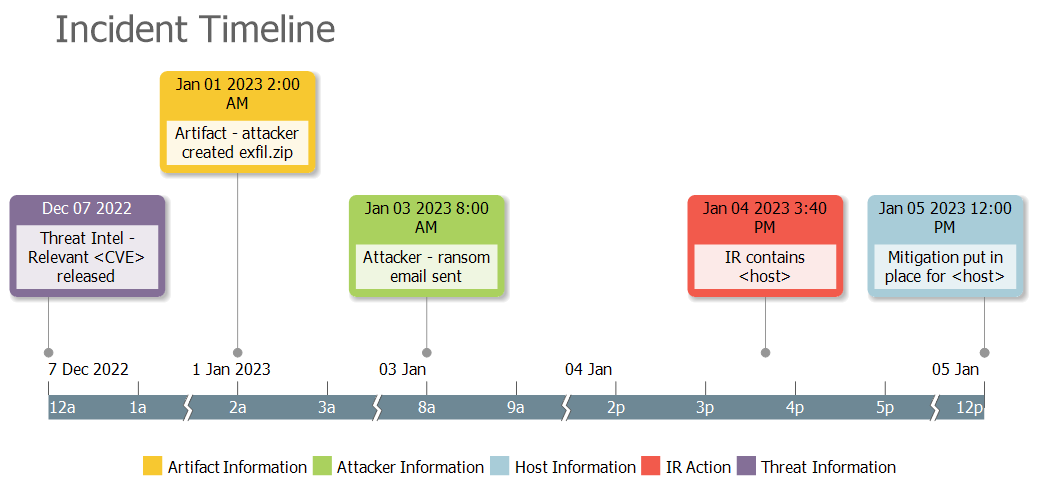 Incident Timeline
Jan 01 2023 2:00
AM
Artifact - attacker
created exfil.zip
Dec 07 2022
Threat Intel -
Relevant <CVE>
released
Jan 03 2023 8:00
AM
Attacker - ransom
email sent
Jan 04 2023 3:40
PM
IR contains
<host>
Jan 05 2023 12:00
PM
Mitigation put in
place for <host>
7 Dec 2022 1 Jan 2023 03 Jan 04 Jan 05 Jan
12a 1a 2a 3a 8a 9a 2p 3p 4p 5p 12p
Artifact Information Attacker Information Host Information IR Action Threat Information